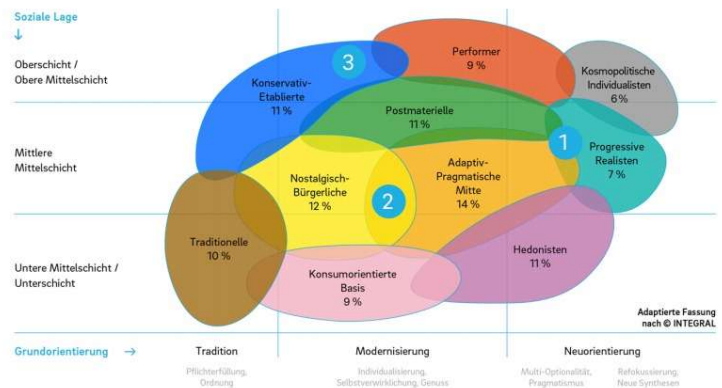 Soziale Lage
↓
Oberschicht /
Obere Mittelschicht
Mittlere
Mittelschicht
Untere Mittelschicht /
Unterschicht
3
Konservativ-
Etablierte
11 %
Performer
9 %
Kosmopolitische
Individualisten
6 %
Postmaterielle
11 %
1
Progressive
Realisten
7 %
Nostalgisch-
Bürgerliche
12 %
2
Adaptiv-
Pragmatische
Mitte
14 %
Traditionelle
10 %
Konsumorientierte
Basis
9 %
Hedonisten
11 %
Adaptierte Fassung
nach © INTEGRAL
Grundorientierung →
Tradition
Modernisierung
Neuorientierung
Pflichterfüllung,
Ordnung
Individualisierung,
Selbstverwirklichung, Genuss
Multi-Optionalität,
Pragmatismus
Refokussierung,
Neue Synthesen